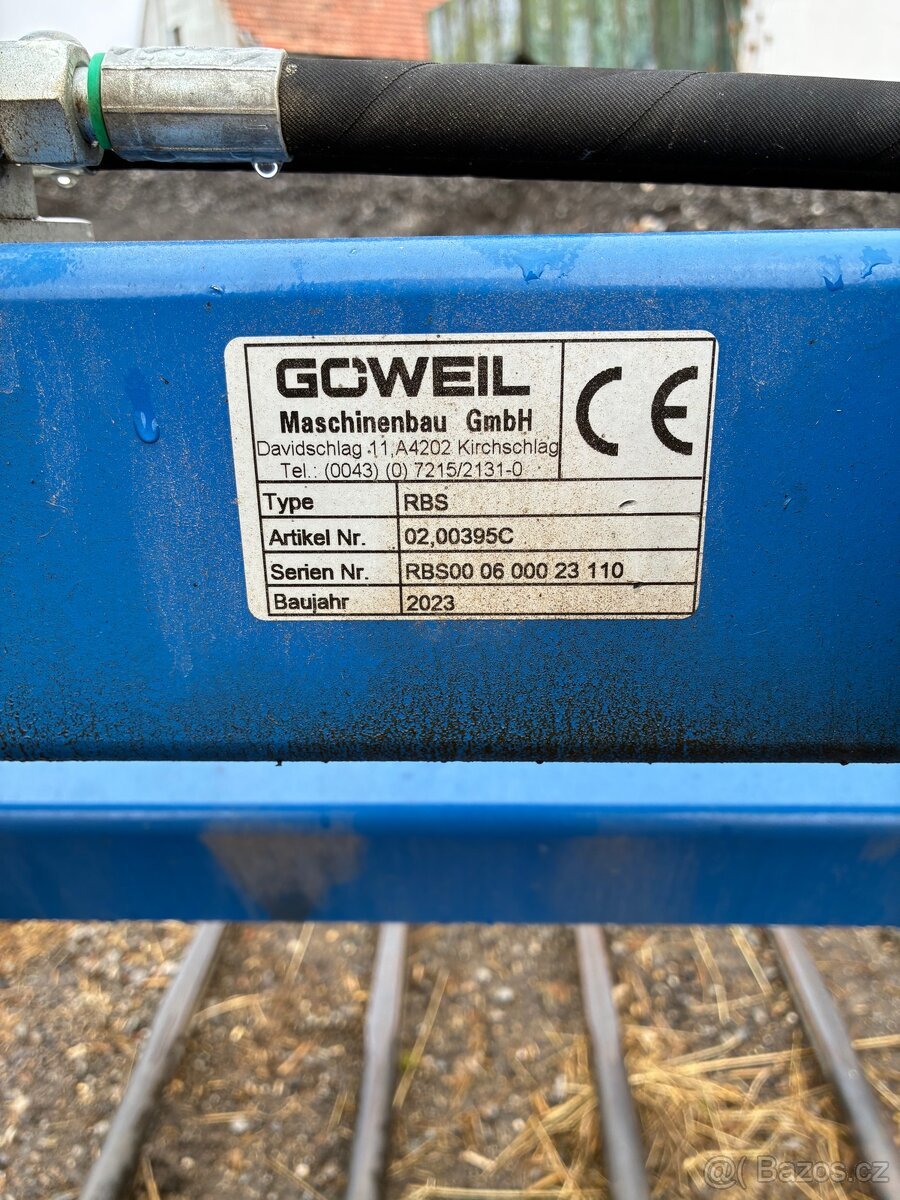 GÖWEIL
Maschinenbau GmbH
Davidschlag 11,A4202 Kirchschlag
Tel.: (0043) (0) 7215/2131-0
CE
Type RBS
Artikel Nr. 02,00395C
Serien Nr. RBS00 06 000 23 110
Baujahr 2023
@ Bazos.cz